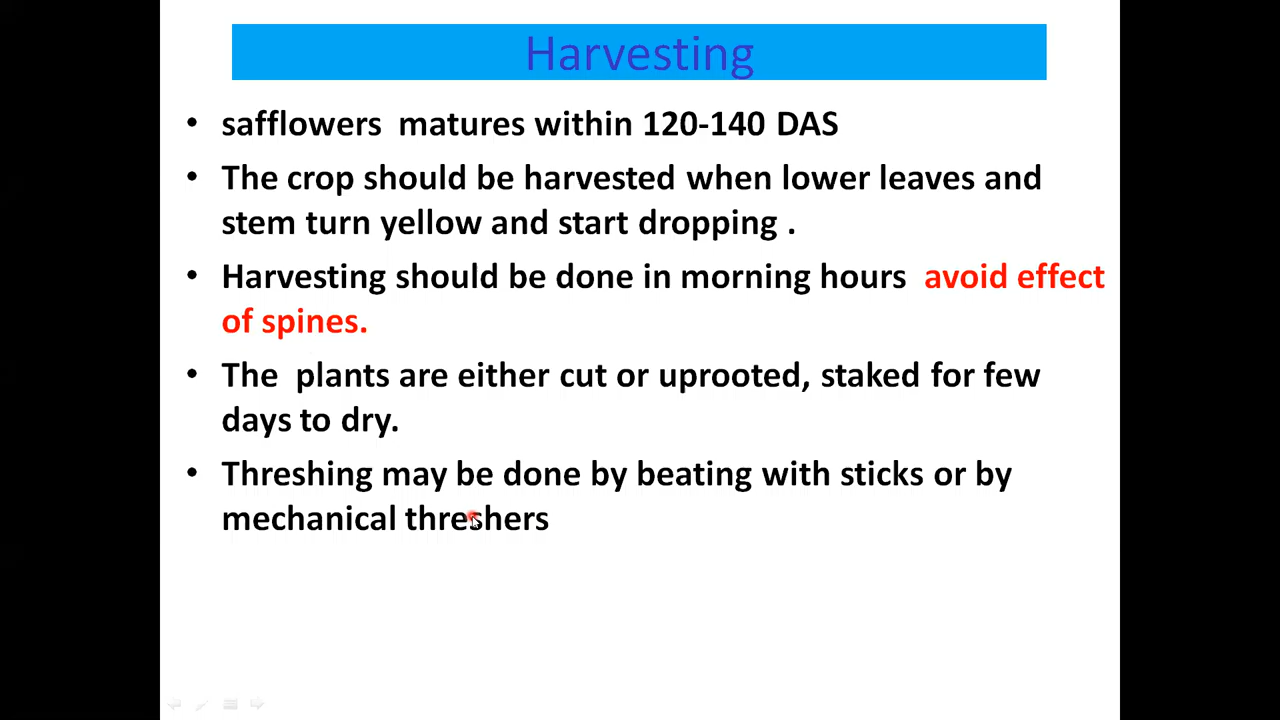 Harvesting
• safflowers matures within 120-140 DAS
• The crop should be harvested when lower leaves and
stem turn yellow and start dropping .
• Harvesting should be done in morning hours avoid effect
of spines.
• The plants are either cut or uprooted, staked for few
days to dry.
• Threshing may be done by beating with sticks or by
mechanical threshers